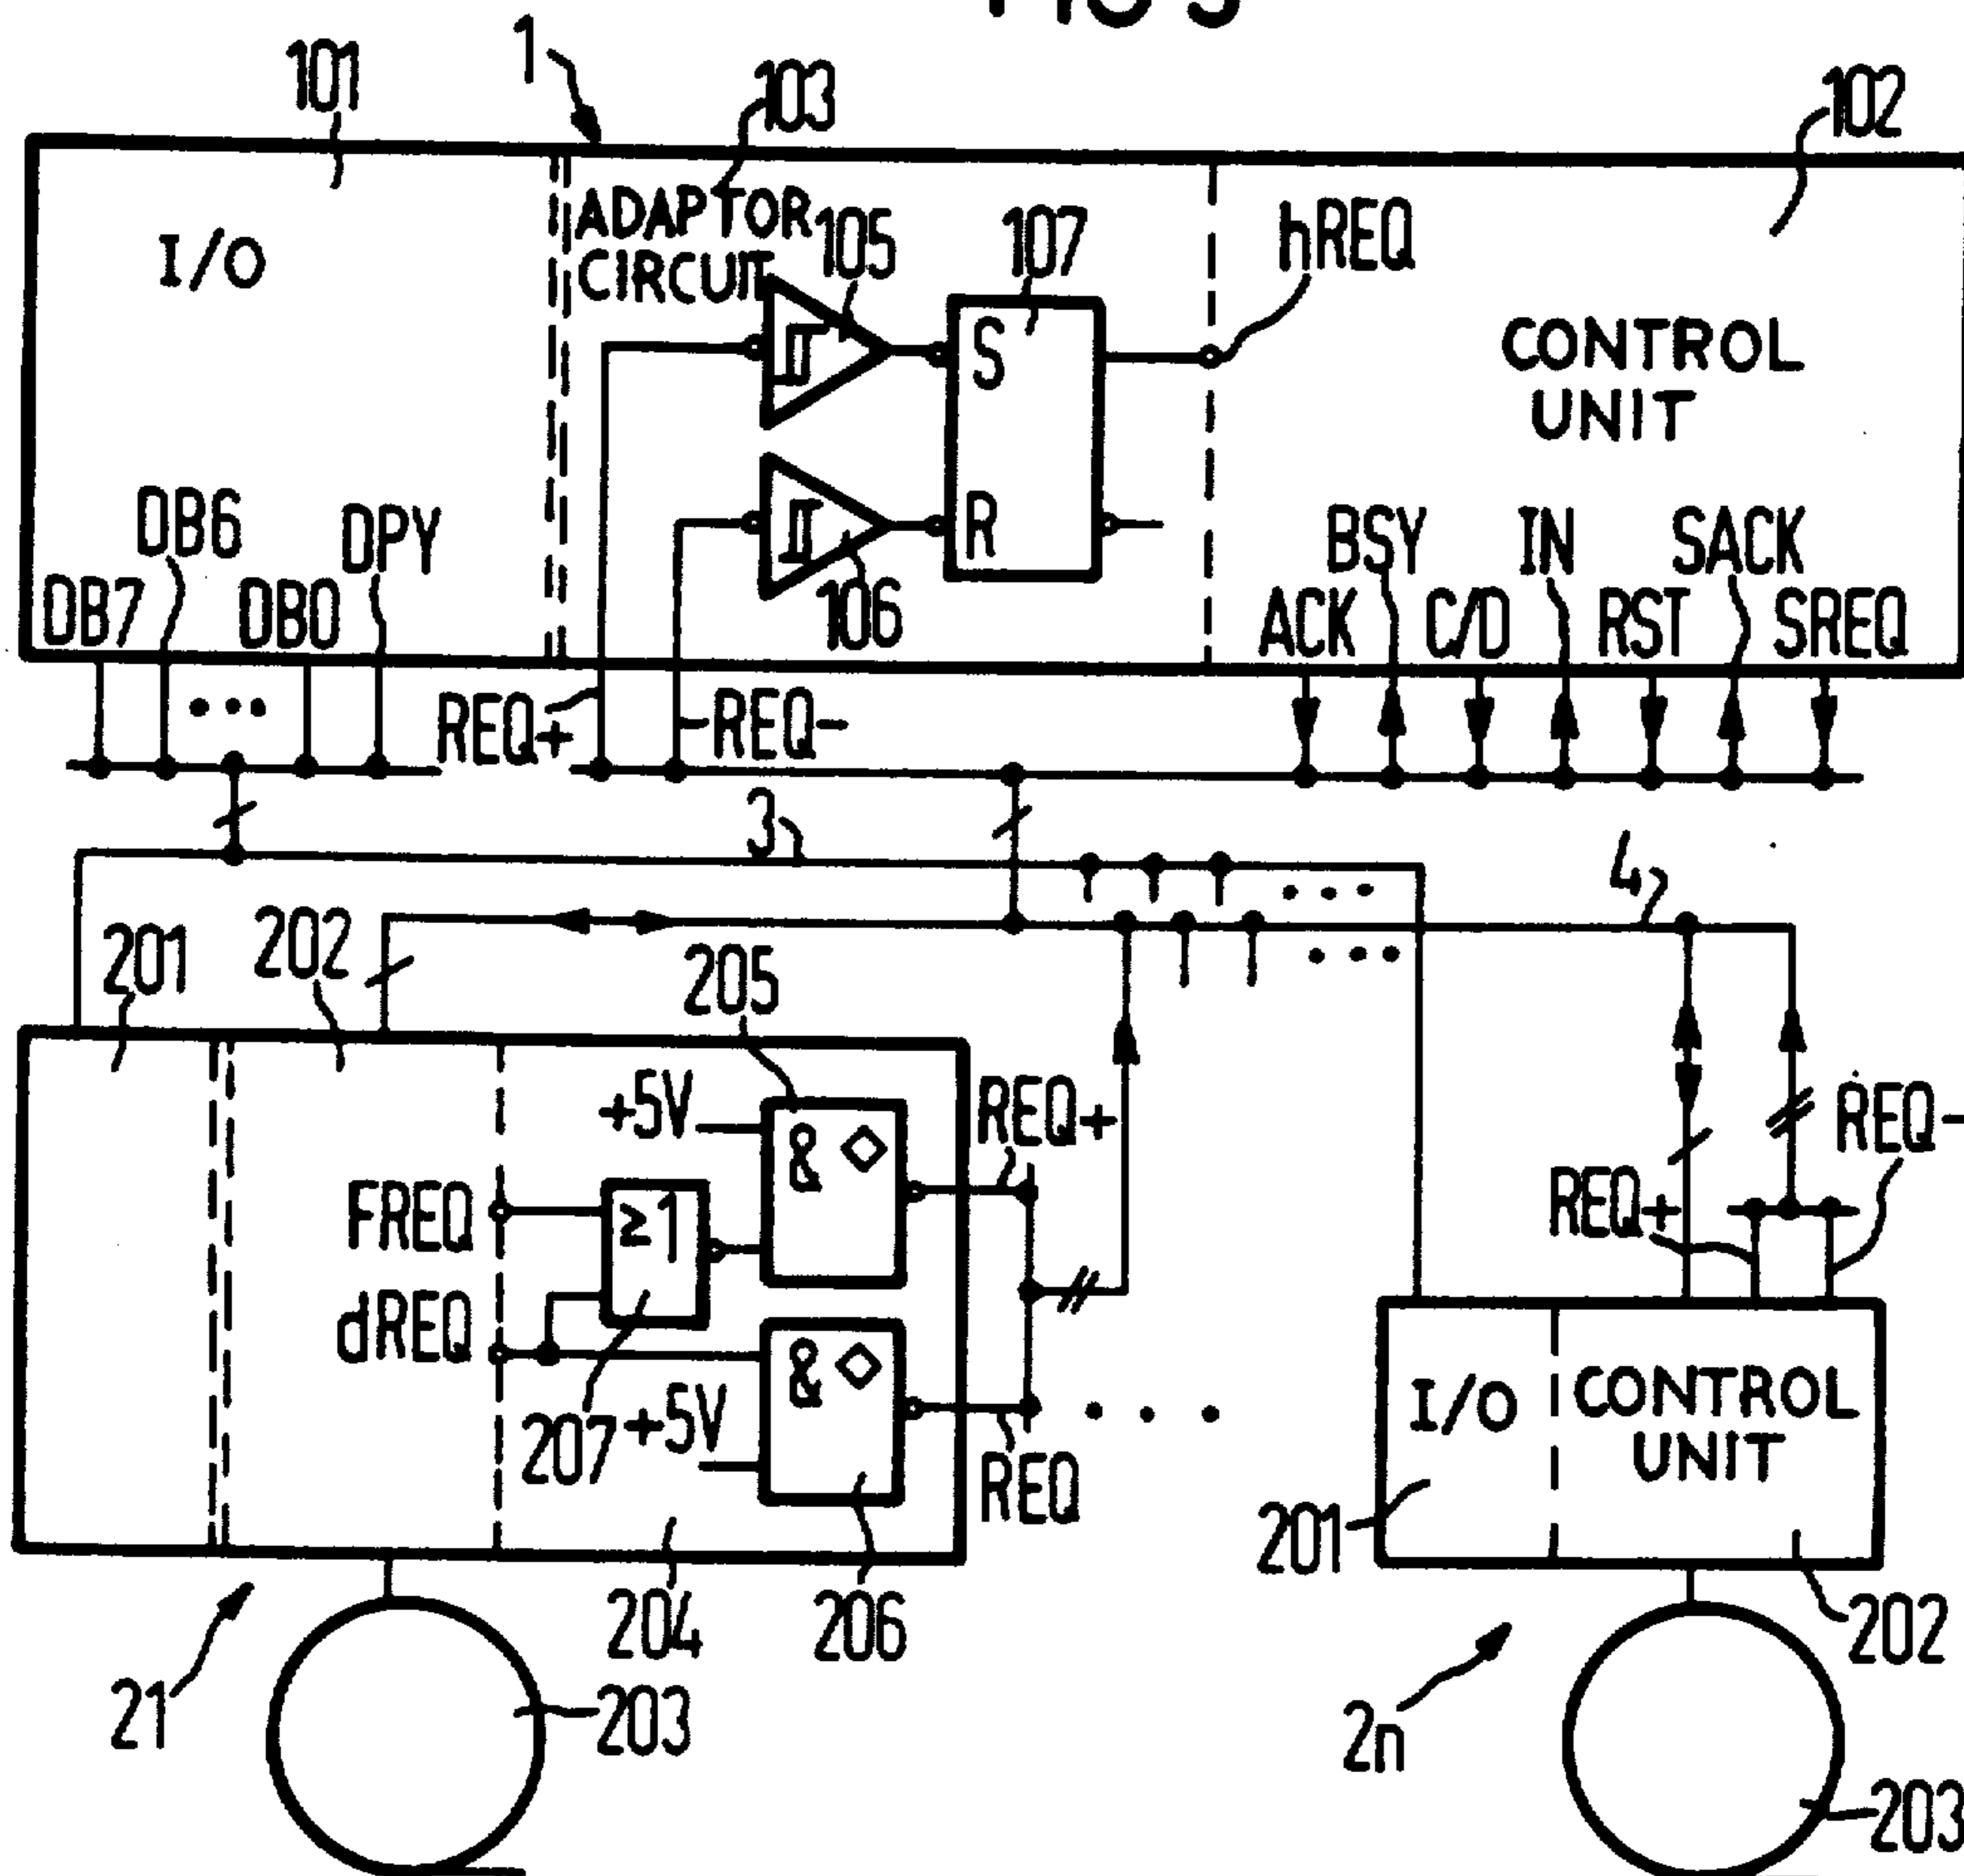 101
1
103
102
I/O
ADAPTOR
CIRCUIT
105
107
hREQ
S
CONTROL
UNIT
R
106
DB7
DB6
DB0
DPY
ACK
BSY
C/D
IN
RST
SACK
SREQ
REQ+
REQ-
3
4
201
202
205
+5V
&
REQ+
FREQ
≥1
dREQ
&
207
+5V
REQ
REQ+
REQ-
I/O
CONTROL
UNIT
201
202
204
206
21
203
2n
203